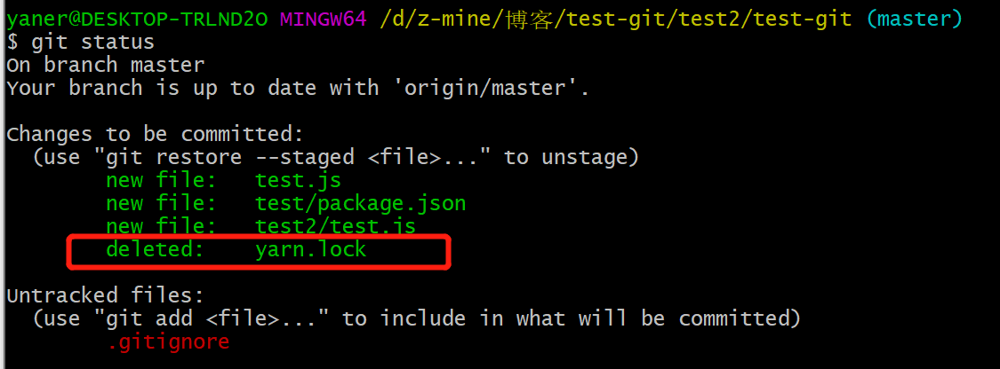 yaner@DESKTOP-TRLND2O MINGW64 /d/z-mine/博客/test-git/test2/test-git (master)
$ git status
On branch master
Your branch is up to date with 'origin/master'.
Changes to be committed:
(use "git restore --staged <file>..." to unstage)
new file: test.js
new file: test/package.json
new file: test2/test.js
deleted: yarn.lock
Untracked files:
(use "git add <file>..." to include in what will be committed)
.gitignore